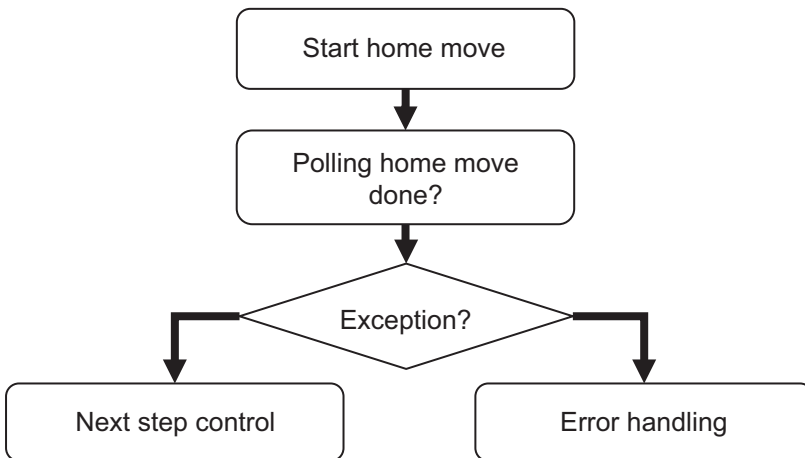 Start home move
Polling home move
done?
Exception?
Next step control
Error handling